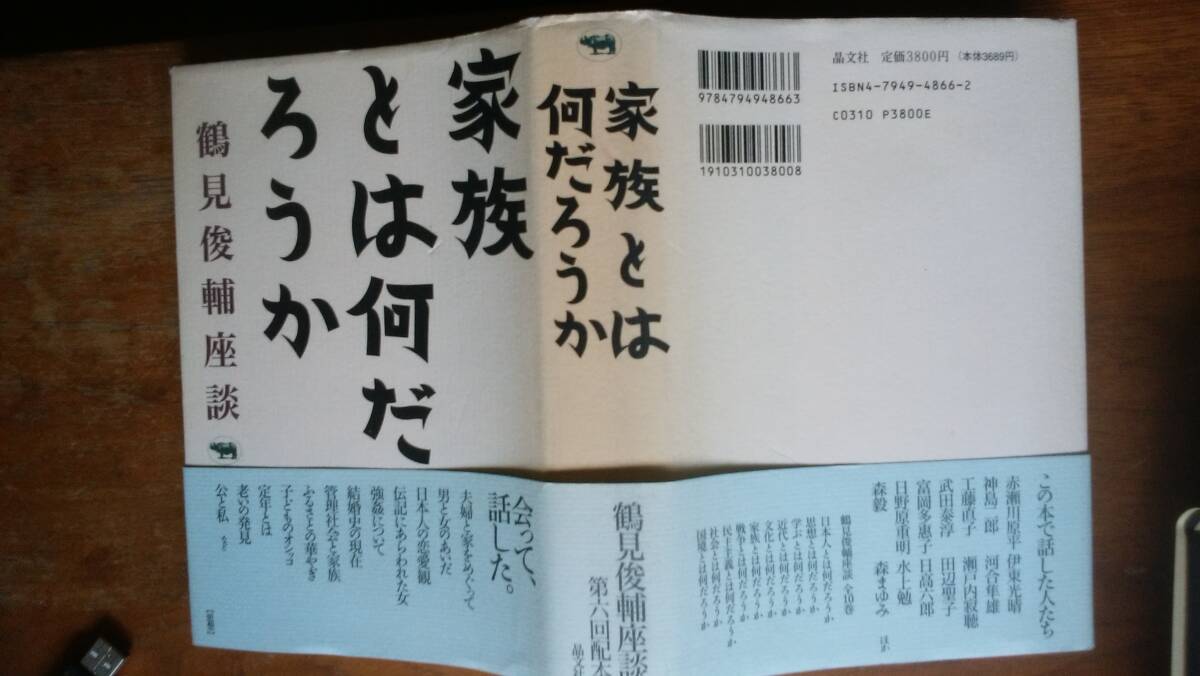 家族
とは何だ
ろうか
鶴見俊輔座談
会って、
話した。
夫婦と家をめぐって
男と女のあいだ
日本人の恋愛観
伝記にあらわれた女
強姦について
結婚史の現在
管理社会と家族
ふるさとの華やぎ
子どものオシッコ
定年とは
老いの発見
公と私 など
家族とは
何だろうか
鶴見俊輔座談
第六回配本
晶文社
9784794948663
1910310038008
晶文社 定価3800円 (本体3689円)
ISBN4-7949-4866-2
C0310 P3800E
この本で話した人たち
赤瀬川原平 伊東光晴
神島二郎 河合隼雄
工藤直子 瀬戸内寂聴
武田泰淳 田辺聖子
富岡多惠子 日高六郎
日野原重明 水上勉
森毅 森まゆみ ほか
鶴見俊輔座談 全10巻
日本人とは何だろうか
思想とは何だろうか
学ぶとは何だろうか
近代とは何だろうか
文化とは何だろうか
家族とは何だろうか
戦争とは何だろうか
民主主義とは何だろうか
社会とは何だろうか
国境とは何だろうか